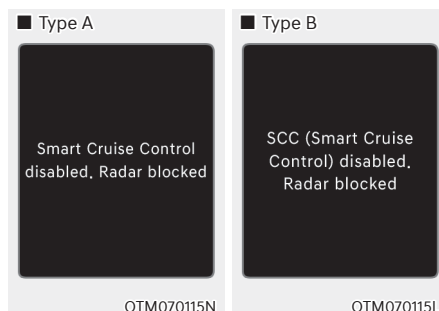 ■ Type A
Smart Cruise Control
disabled. Radar blocked
OTM070115N
■ Type B
SCC (Smart Cruise
Control) disabled.
Radar blocked
OTM070115L